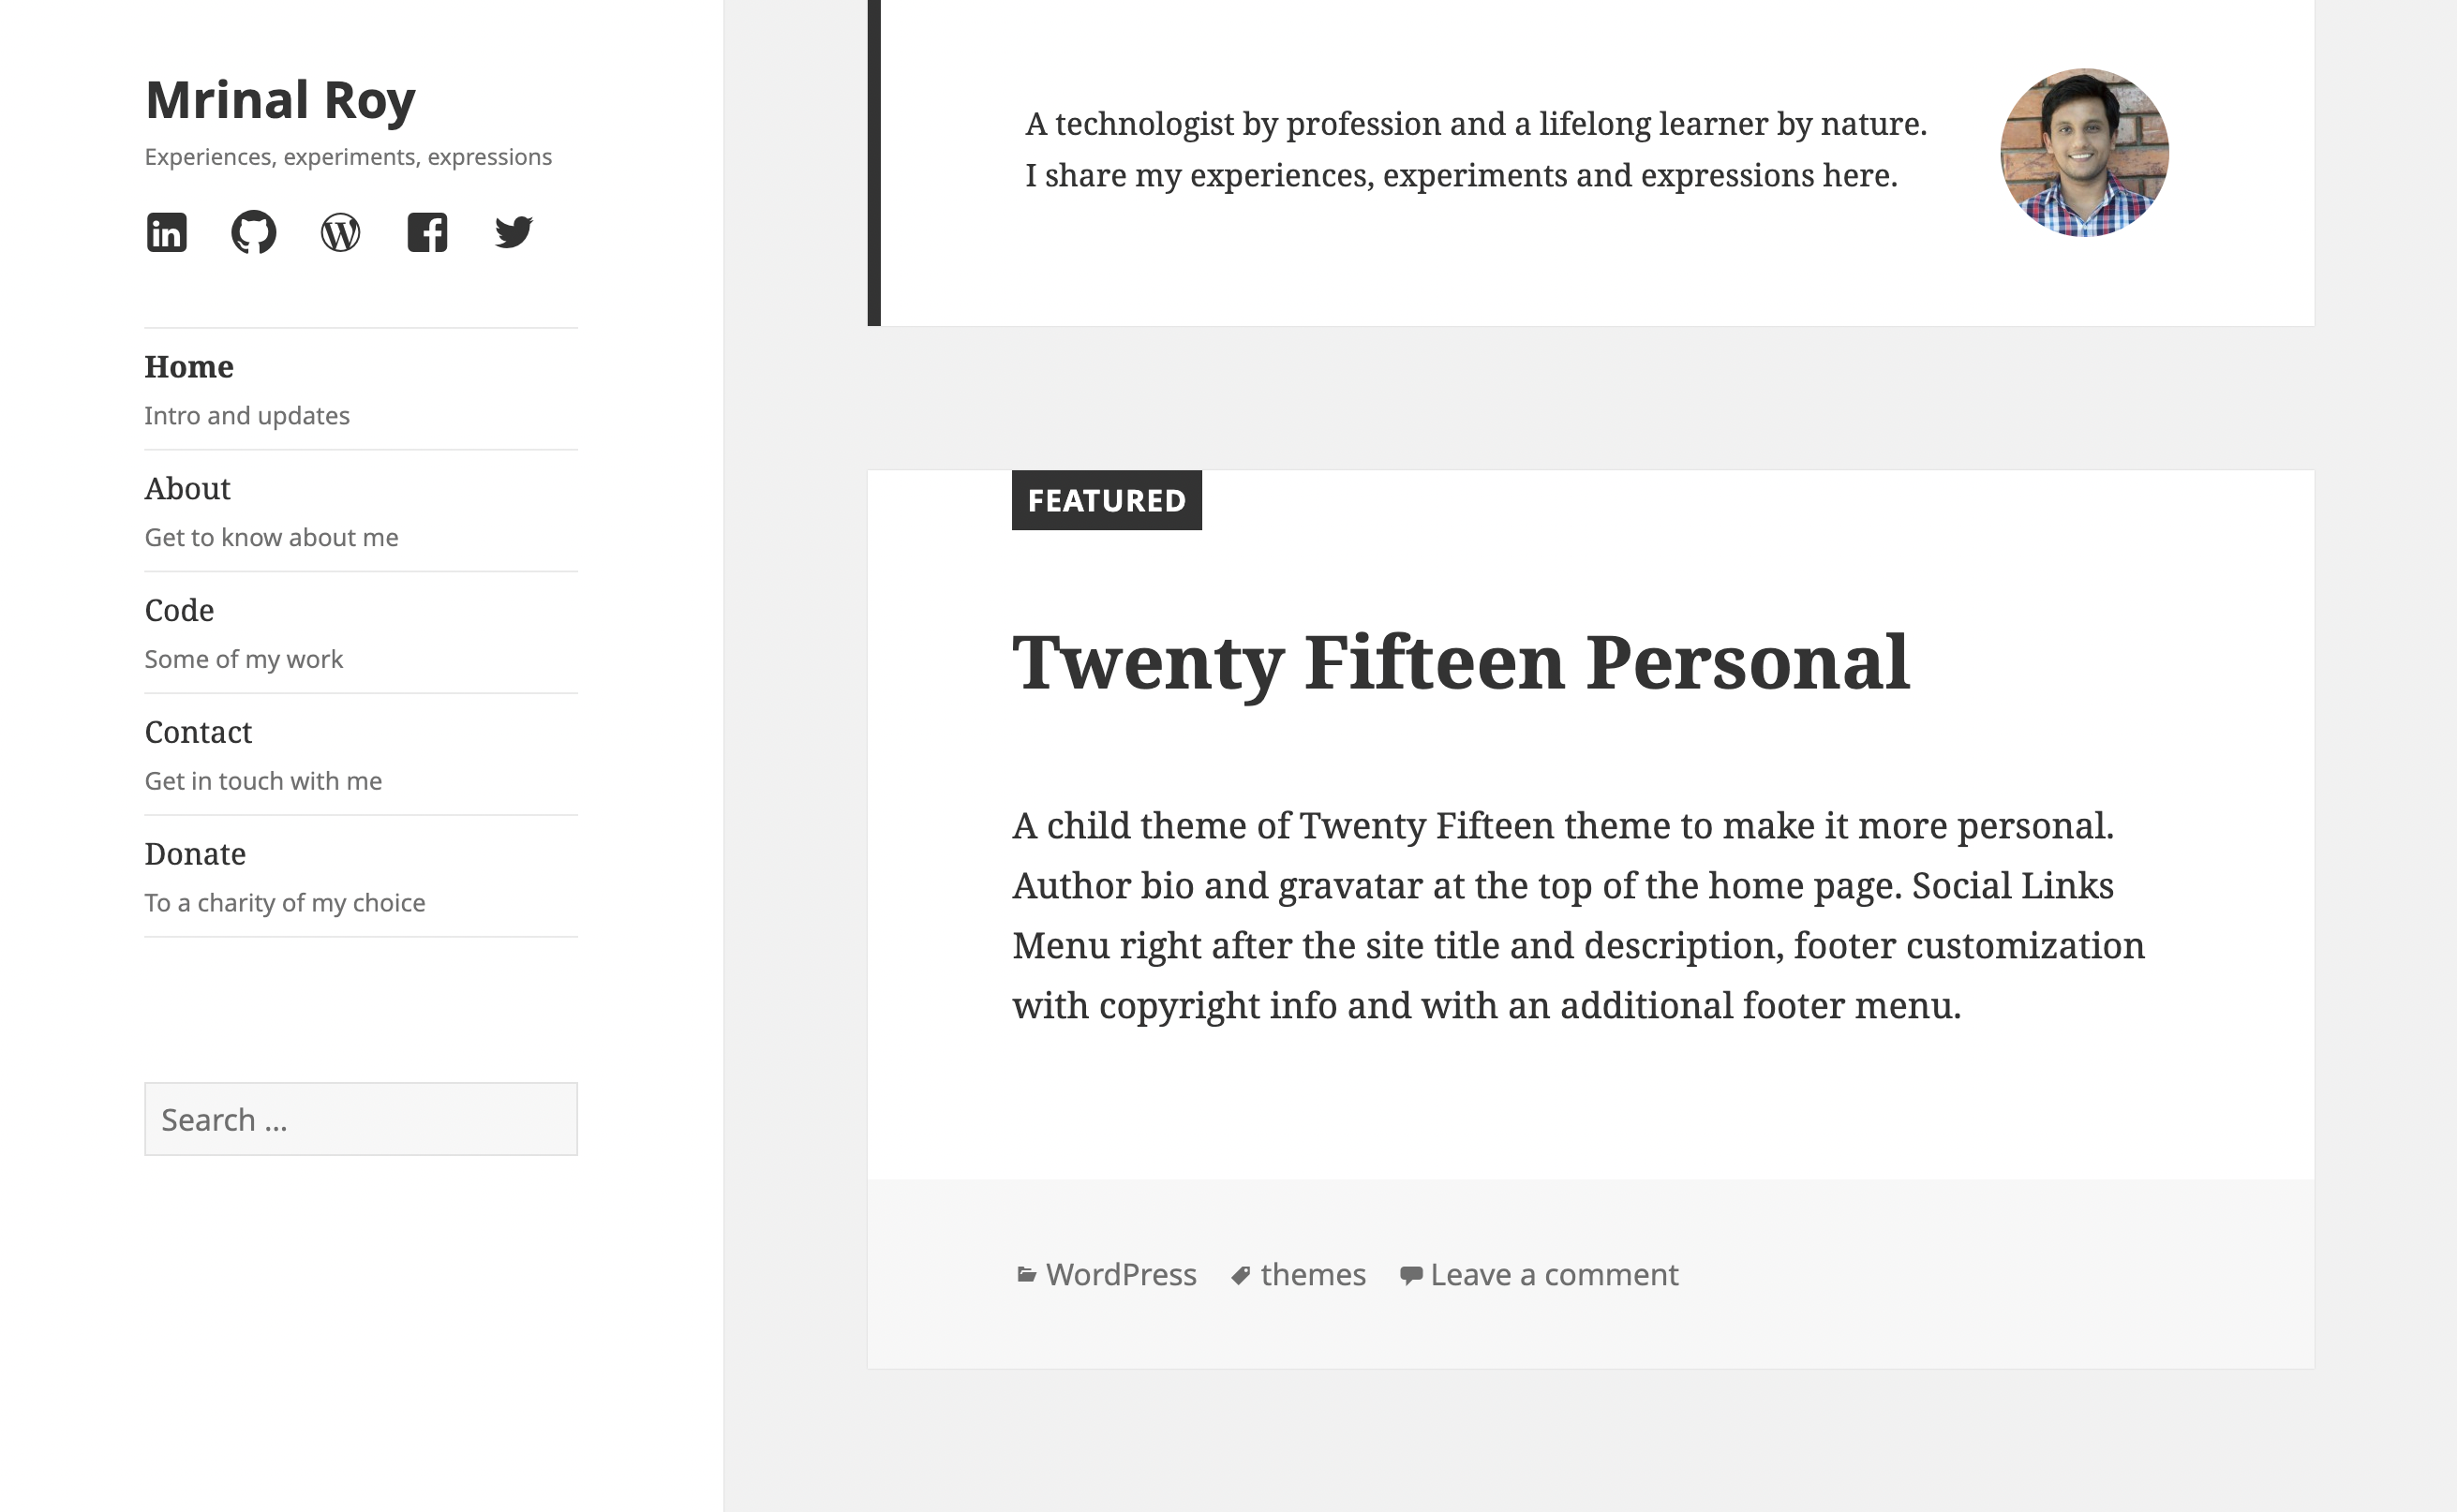 Mrinal Roy
Experiences, experiments, expressions
Home
Intro and updates
About
Get to know about me
Code
Some of my work
Contact
Get in touch with me
Donate
To a charity of my choice
Search ...
A technologist by profession and a lifelong learner by nature.
I share my experiences, experiments and expressions here.
FEATURED
Twenty Fifteen Personal
A child theme of Twenty Fifteen theme to make it more personal.
Author bio and gravatar at the top of the home page. Social Links
Menu right after the site title and description, footer customization
with copyright info and with an additional footer menu.
WordPress themes Leave a comment